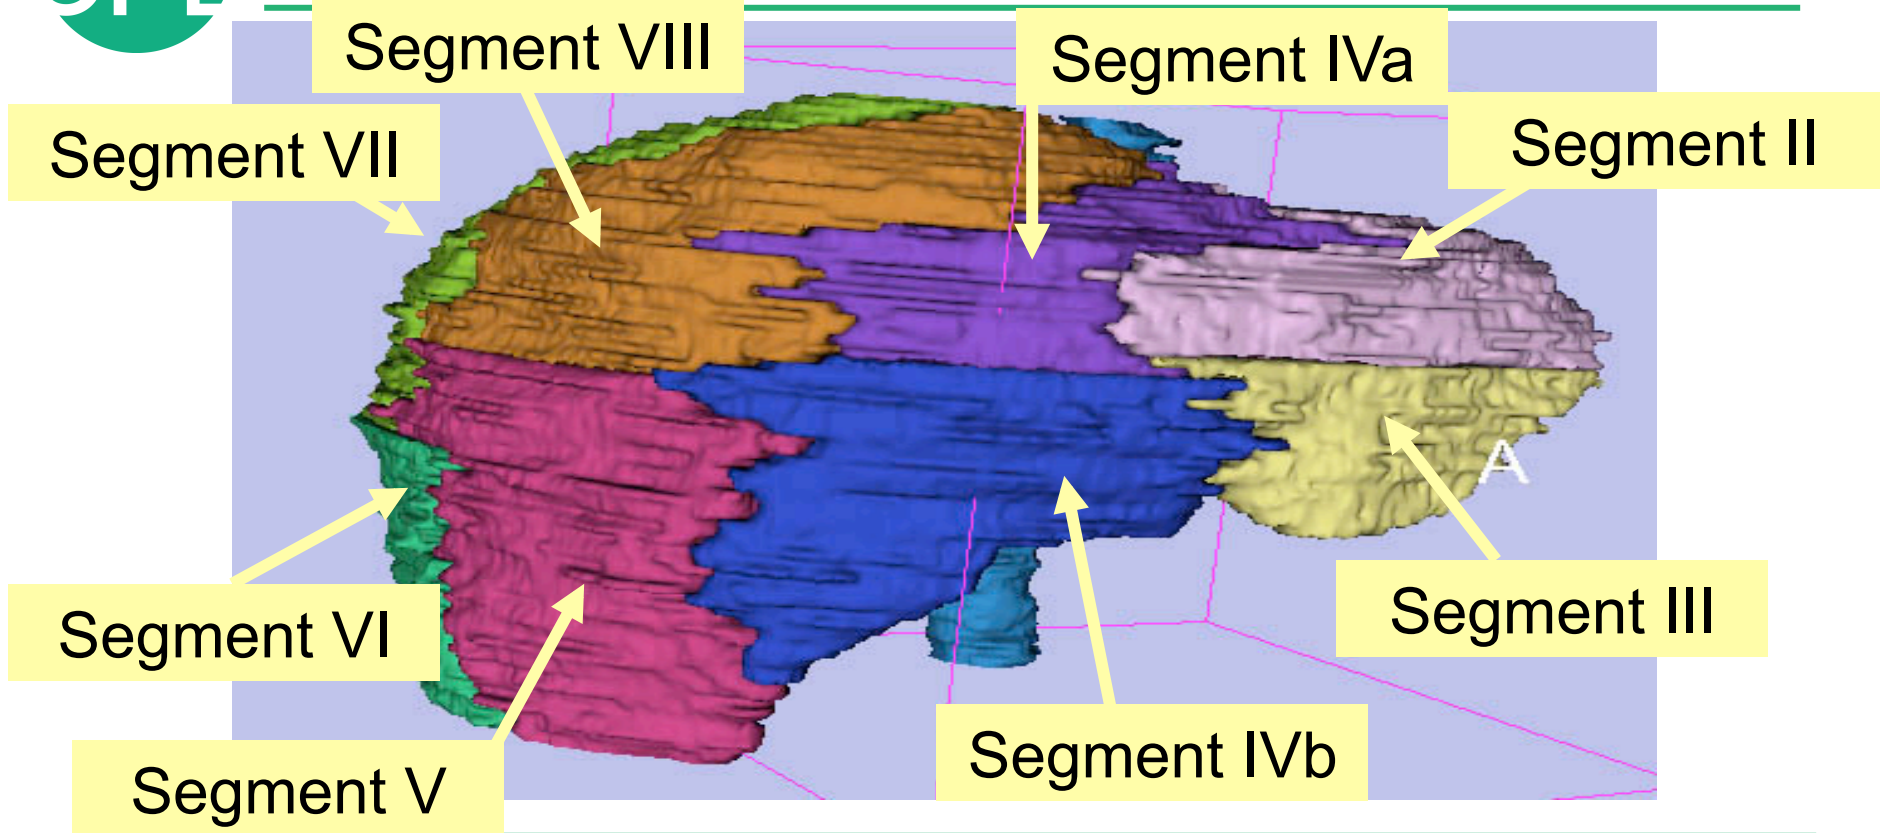 Segment VIII
Segment IVa
Segment VII
Segment II
Segment VI
Segment III
A
Segment V
Segment IVb